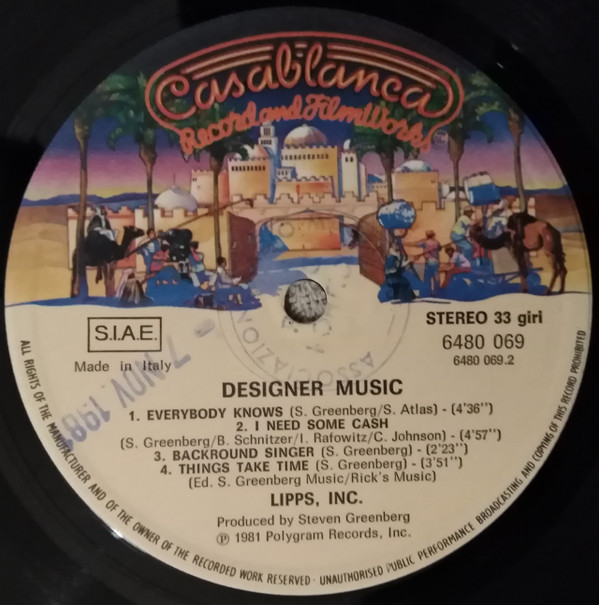 Casablanca
Record and FilmWorks
STEREO 33 giri
6480 069
6480 069.2
S.I.A.E.
Made in Italy
DESIGNER MUSIC
1. EVERYBODY KNOWS (S. Greenberg/S. Atlas) - (4'36'')
2. I NEED SOME CASH
(S. Greenberg/B. Schnitzer/I. Rafowitz/C. Johnson) - (4'57'')
3. BACKROUND SINGER (S. Greenberg) - (2'23'')
4. THINGS TAKE TIME (S. Greenberg) - (3'51'')
(Ed. S. Greenberg Music/Rick's Music)
LIPPS, INC.
Produced by Steven Greenberg
℗ 1981 Polygram Records, Inc.
ALL RIGHTS OF THE MANUFACTURER AND OF THE OWNER OF THE RECORDED WORK RESERVED · UNAUTHORISED PUBLIC PERFORMANCE BROADCASTING AND COPYING OF THIS RECORD PROHIBITED
- 7 NOV. 1981